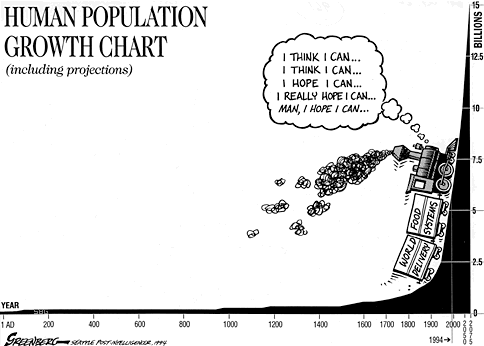 HUMAN POPULATION
GROWTH CHART
(including projections)
I THINK I CAN...
I THINK I CAN...
I HOPE I CAN...
I REALLY HOPE I CAN...
MAN, I HOPE I CAN...
FOOD
SYSTEMS
WORLD
DELIVERY
BILLIONS
15
12.5
10
7.5
5
2.5
YEAR
1 AD
200
400
600
800
1000
1200
1400
1600
1800
1900
2000
2050
1994→
GREENBERG—SEATTLE POST-INTELLIGENCER, 1994